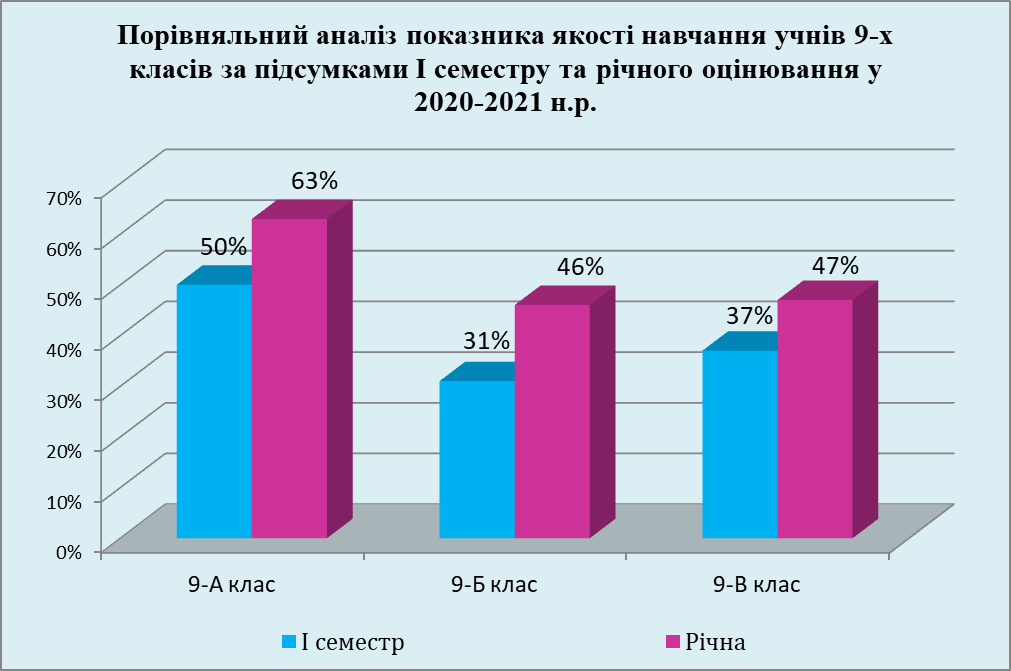 Порівняльний аналіз показника якості навчання учнів 9-х
класів за підсумками І семестру та річного оцінювання у
2020-2021 н.р.
70%
60%
50%
40%
30%
20%
10%
0%
50%
63%
31%
46%
37%
47%
9-А клас
9-Б клас
9-В клас
І семестр
Річна